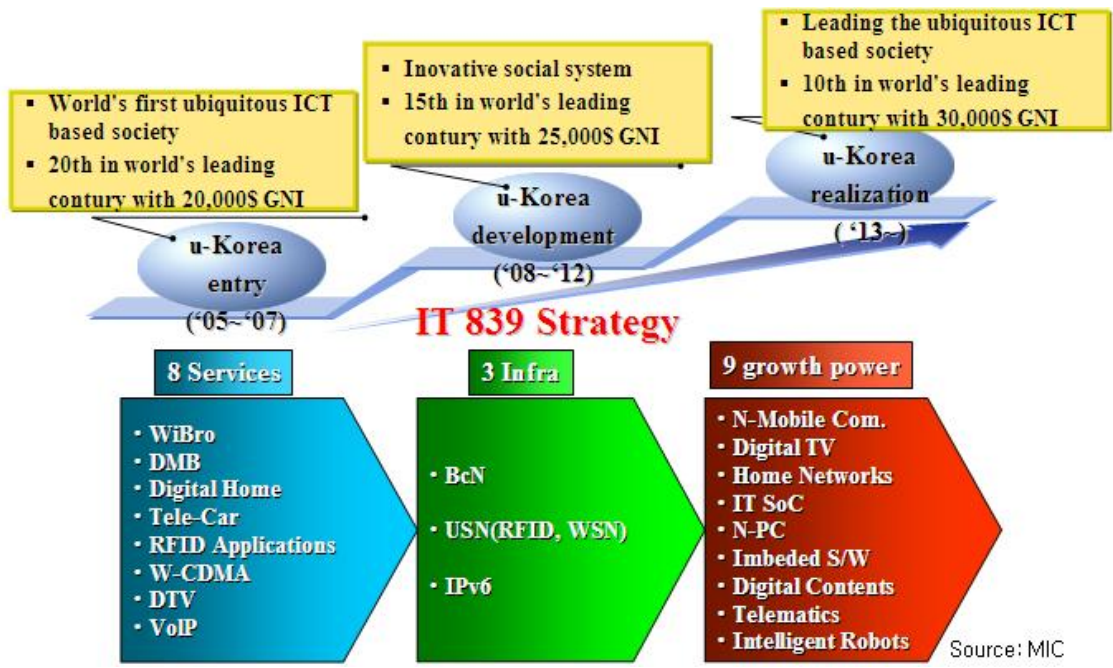 ▪ World's first ubiquitous ICT
based society
▪ 20th in world's leading
contury with 20,000$ GNI
▪ Inovative social system
▪ 15th in world's leading
contury with 25,000$ GNI
▪ Leading the ubiquitous ICT
based society
▪ 10th in world's leading
contury with 30,000$ GNI
u-Korea
entry
(‘05~‘07)
u-Korea
development
(‘08~‘12)
u-Korea
realization
( ‘13~)
IT 839 Strategy
8 Services
· WiBro
· DMB
· Digital Home
· Tele-Car
· RFID Applications
· W-CDMA
· DTV
· VoIP
3 Infra
· BcN
· USN(RFID, WSN)
· IPv6
9 growth power
· N-Mobile Com.
· Digital TV
· Home Networks
· IT SoC
· N-PC
· Imbeded S/W
· Digital Contents
· Telematics
· Intelligent Robots
Source: MIC